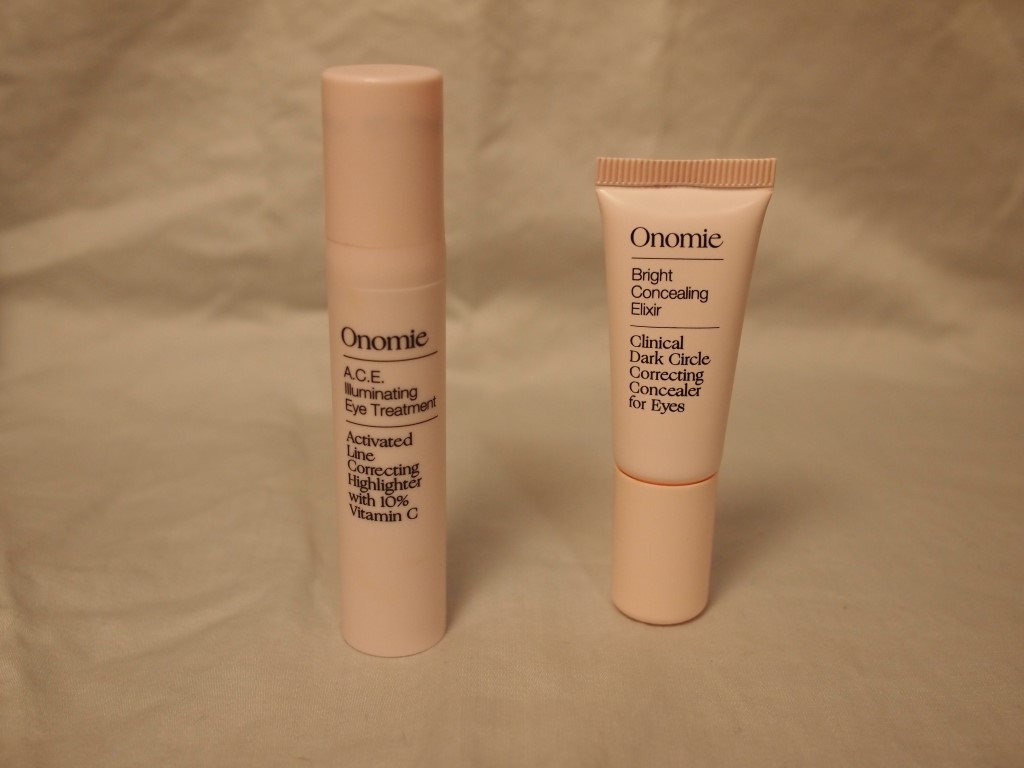 Onomie
A.C.E.
Illuminating
Eye Treatment
Activated
Line
Correcting
Highlighter
with 10%
Vitamin C
Onomie
Bright
Concealing
Elixir
Clinical
Dark Circle
Correcting
Concealer
for Eyes